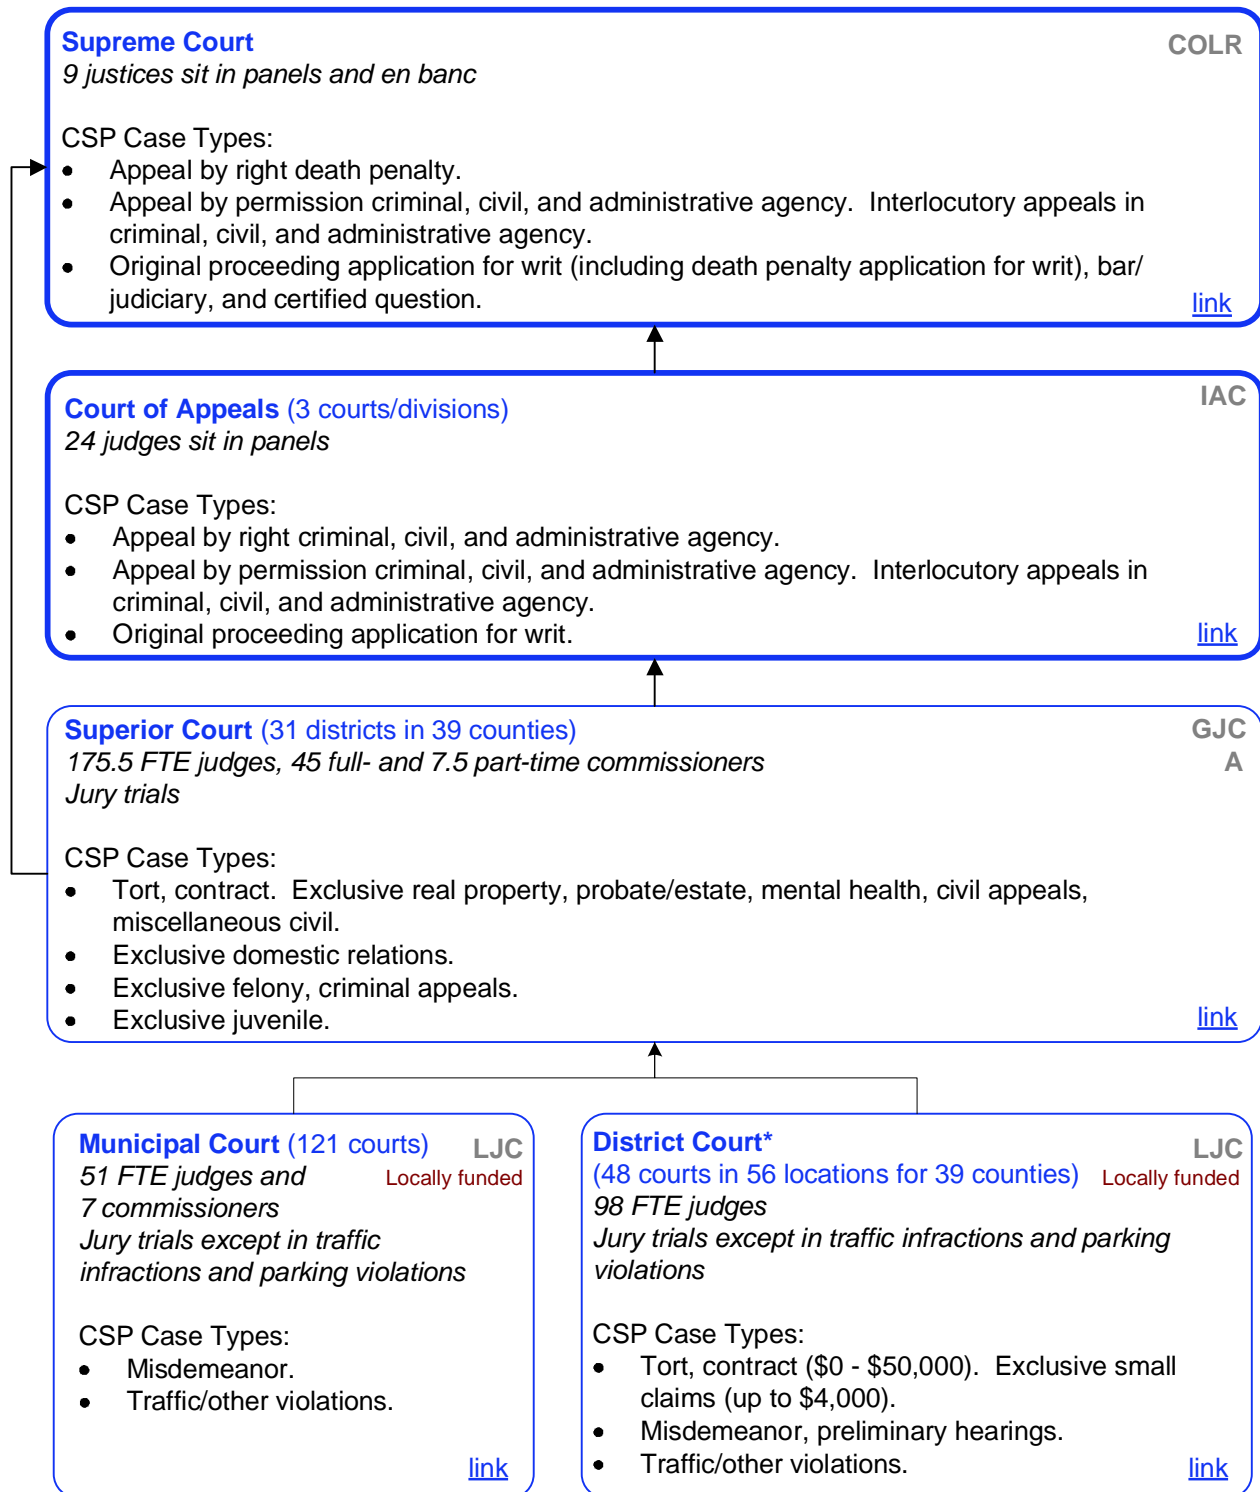 Supreme Court
COLR
9 justices sit in panels and en banc
CSP Case Types:
• Appeal by right death penalty.
• Appeal by permission criminal, civil, and administrative agency.  Interlocutory appeals in
criminal, civil, and administrative agency.
• Original proceeding application for writ (including death penalty application for writ), bar/
judiciary, and certified question.
link
Court of Appeals (3 courts/divisions)
IAC
24 judges sit in panels
CSP Case Types:
• Appeal by right criminal, civil, and administrative agency.
• Appeal by permission criminal, civil, and administrative agency.  Interlocutory appeals in
criminal, civil, and administrative agency.
• Original proceeding application for writ.
link
Superior Court (31 districts in 39 counties)
GJC
175.5 FTE judges, 45 full- and 7.5 part-time commissioners
A
Jury trials
CSP Case Types:
• Tort, contract.  Exclusive real property, probate/estate, mental health, civil appeals,
miscellaneous civil.
• Exclusive domestic relations.
• Exclusive felony, criminal appeals.
• Exclusive juvenile.
link
Municipal Court (121 courts)
LJC
51 FTE judges and
Locally funded
7 commissioners
Jury trials except in traffic
infractions and parking violations
CSP Case Types:
• Misdemeanor.
• Traffic/other violations.
link
District Court*
LJC
(48 courts in 56 locations for 39 counties)
Locally funded
98 FTE judges
Jury trials except in traffic infractions and parking
violations
CSP Case Types:
• Tort, contract ($0 - $50,000).  Exclusive small
claims (up to $4,000).
• Misdemeanor, preliminary hearings.
• Traffic/other violations.
link